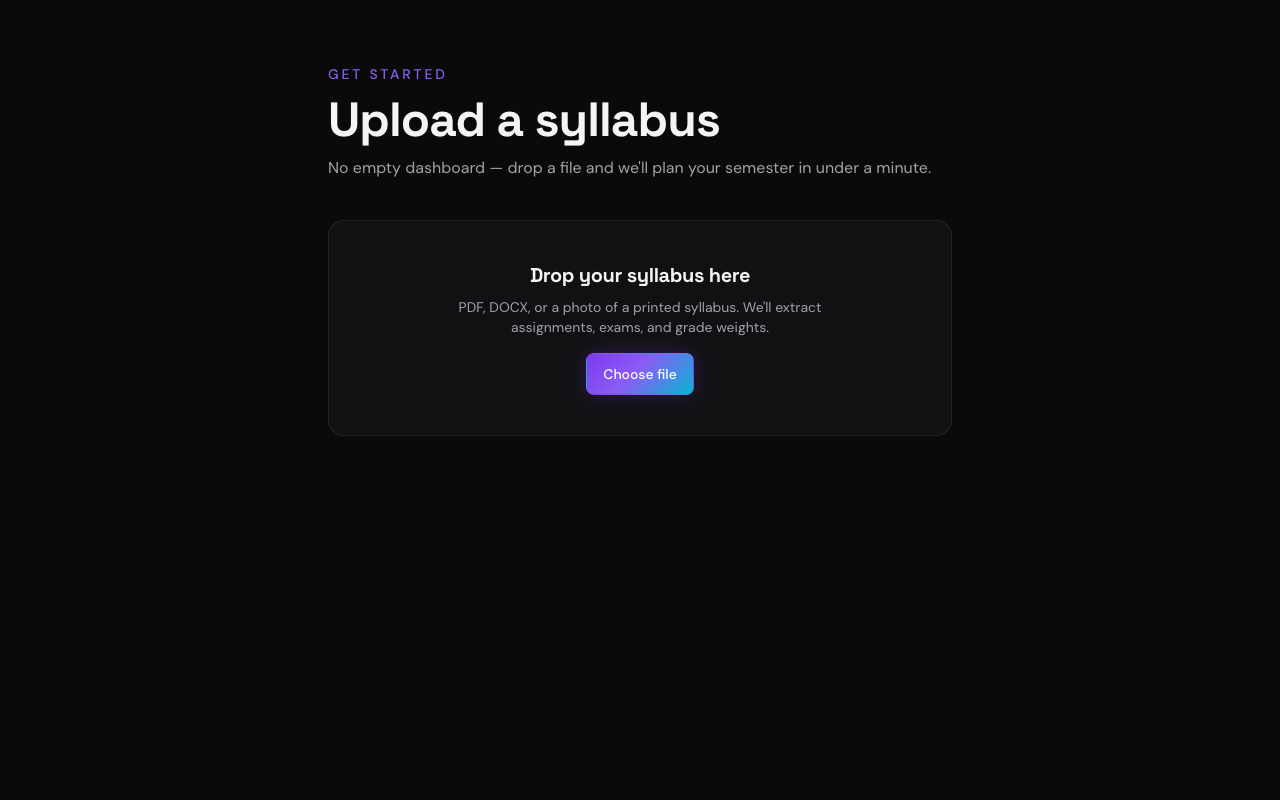 GET STARTED
Upload a syllabus
No empty dashboard — drop a file and we'll plan your semester in under a minute.
Drop your syllabus here
PDF, DOCX, or a photo of a printed syllabus. We'll extract
assignments, exams, and grade weights.
Choose file